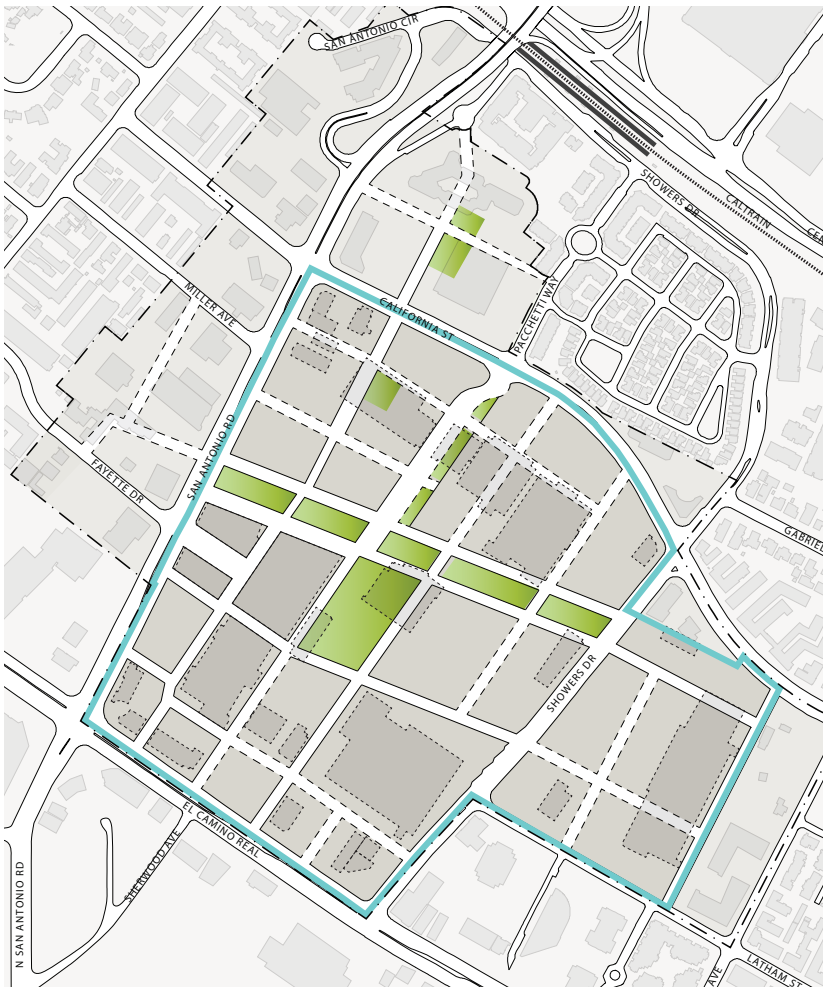 SAN ANTONIO CIR
SHOWERS DR
CALTRAIN
CEN
MILLER AVE
CALIFORNIA ST
PACCHETTI WAY
SAN ANTONIO RD
FAYETTE DR
GABRIEL
SHOWERS DR
EL CAMINO REAL
SHERWOOD AVE
N SAN ANTONIO RD
LATHAM ST
AVE